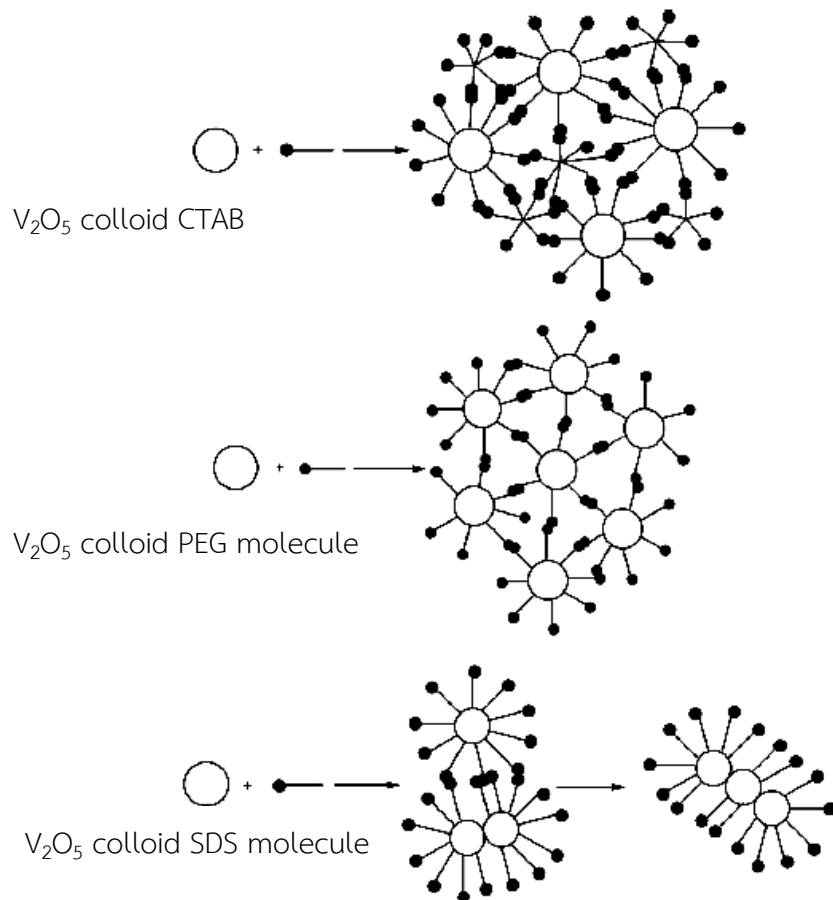 +
V₂O₅ colloid CTAB
+
V₂O₅ colloid PEG molecule
+
V₂O₅ colloid SDS molecule